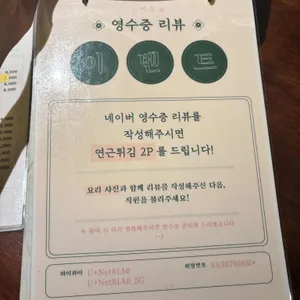 영수증 리뷰
이 벤 트
네이버 영수증 리뷰를
작성해주시면
연근튀김 2P 를 드립니다!
요리 사진과 함께 리뷰를 작성해주신 다음,
직원을 불러주세요!
와이파이
U+Net81A0
U+Net81A0_5G
비밀번호